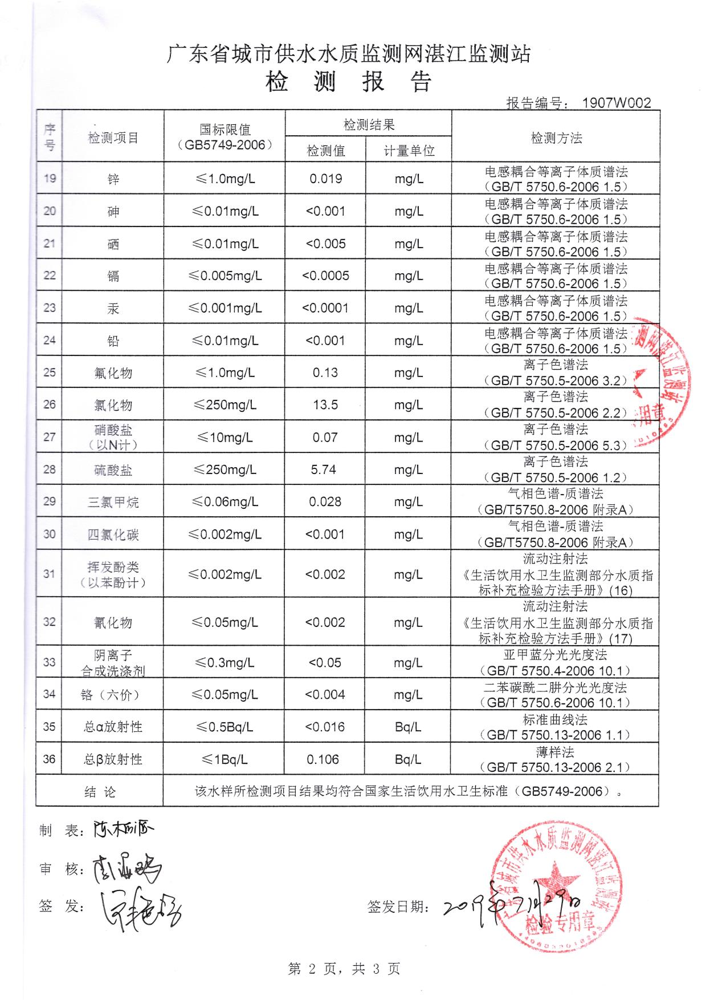 广东省城市供水水质监测网湛江监测站
检 测 报 告
报告编号： 1907W002
序号 检测项目 国标限值（GB5749-2006） 检测结果 检测方法
检测值 计量单位
19 锌 ≤1.0mg/L 0.019 mg/L 电感耦合等离子体质谱法
（GB/T 5750.6-2006 1.5）
20 砷 ≤0.01mg/L <0.001 mg/L 电感耦合等离子体质谱法
（GB/T 5750.6-2006 1.5）
21 硒 ≤0.01mg/L <0.005 mg/L 电感耦合等离子体质谱法
（GB/T 5750.6-2006 1.5）
22 镉 ≤0.005mg/L <0.0005 mg/L 电感耦合等离子体质谱法
（GB/T 5750.6-2006 1.5）
23 汞 ≤0.001mg/L <0.0001 mg/L 电感耦合等离子体质谱法
（GB/T 5750.6-2006 1.5）
24 铅 ≤0.01mg/L <0.001 mg/L 电感耦合等离子体质谱法
（GB/T 5750.6-2006 1.5）
25 氟化物 ≤1.0mg/L 0.13 mg/L 离子色谱法
（GB/T 5750.5-2006 3.2）
26 氯化物 ≤250mg/L 13.5 mg/L 离子色谱法
（GB/T 5750.5-2006 2.2）
27 硝酸盐（以N计） ≤10mg/L 0.07 mg/L 离子色谱法
（GB/T 5750.5-2006 5.3）
28 硫酸盐 ≤250mg/L 5.74 mg/L 离子色谱法
（GB/T 5750.5-2006 1.2）
29 三氯甲烷 ≤0.06mg/L 0.028 mg/L 气相色谱-质谱法
（GB/T5750.8-2006 附录A）
30 四氯化碳 ≤0.002mg/L <0.001 mg/L 气相色谱-质谱法
（GB/T5750.8-2006 附录A）
31 挥发酚类（以苯酚计） ≤0.002mg/L <0.002 mg/L 流动注射法
《生活饮用水卫生监测部分水质指
标补充检验方法手册》(16)
32 氰化物 ≤0.05mg/L <0.002 mg/L 流动注射法
《生活饮用水卫生监测部分水质指
标补充检验方法手册》(17)
33 阴离子合成洗涤剂 ≤0.3mg/L <0.05 mg/L 亚甲蓝分光光度法
（GB/T 5750.4-2006 10.1）
34 铬（六价） ≤0.05mg/L <0.004 mg/L 二苯碳酰二肼分光光度法
（GB/T 5750.6-2006 10.1）
35 总α放射性 ≤0.5Bq/L <0.016 Bq/L 标准曲线法
（GB/T 5750.13-2006 1.1）
36 总β放射性 ≤1Bq/L 0.106 Bq/L 薄样法
（GB/T 5750.13-2006 2.1）
结 论 该水样所检测项目结果均符合国家生活饮用水卫生标准（GB5749-2006）。
测网湛江监测站
用章
制 表：
审 核：
签 发：
签发日期： 2019年7月29日
广东省城市供水水质监测网湛江监测站
检验专用章
第 2 页，共 3 页